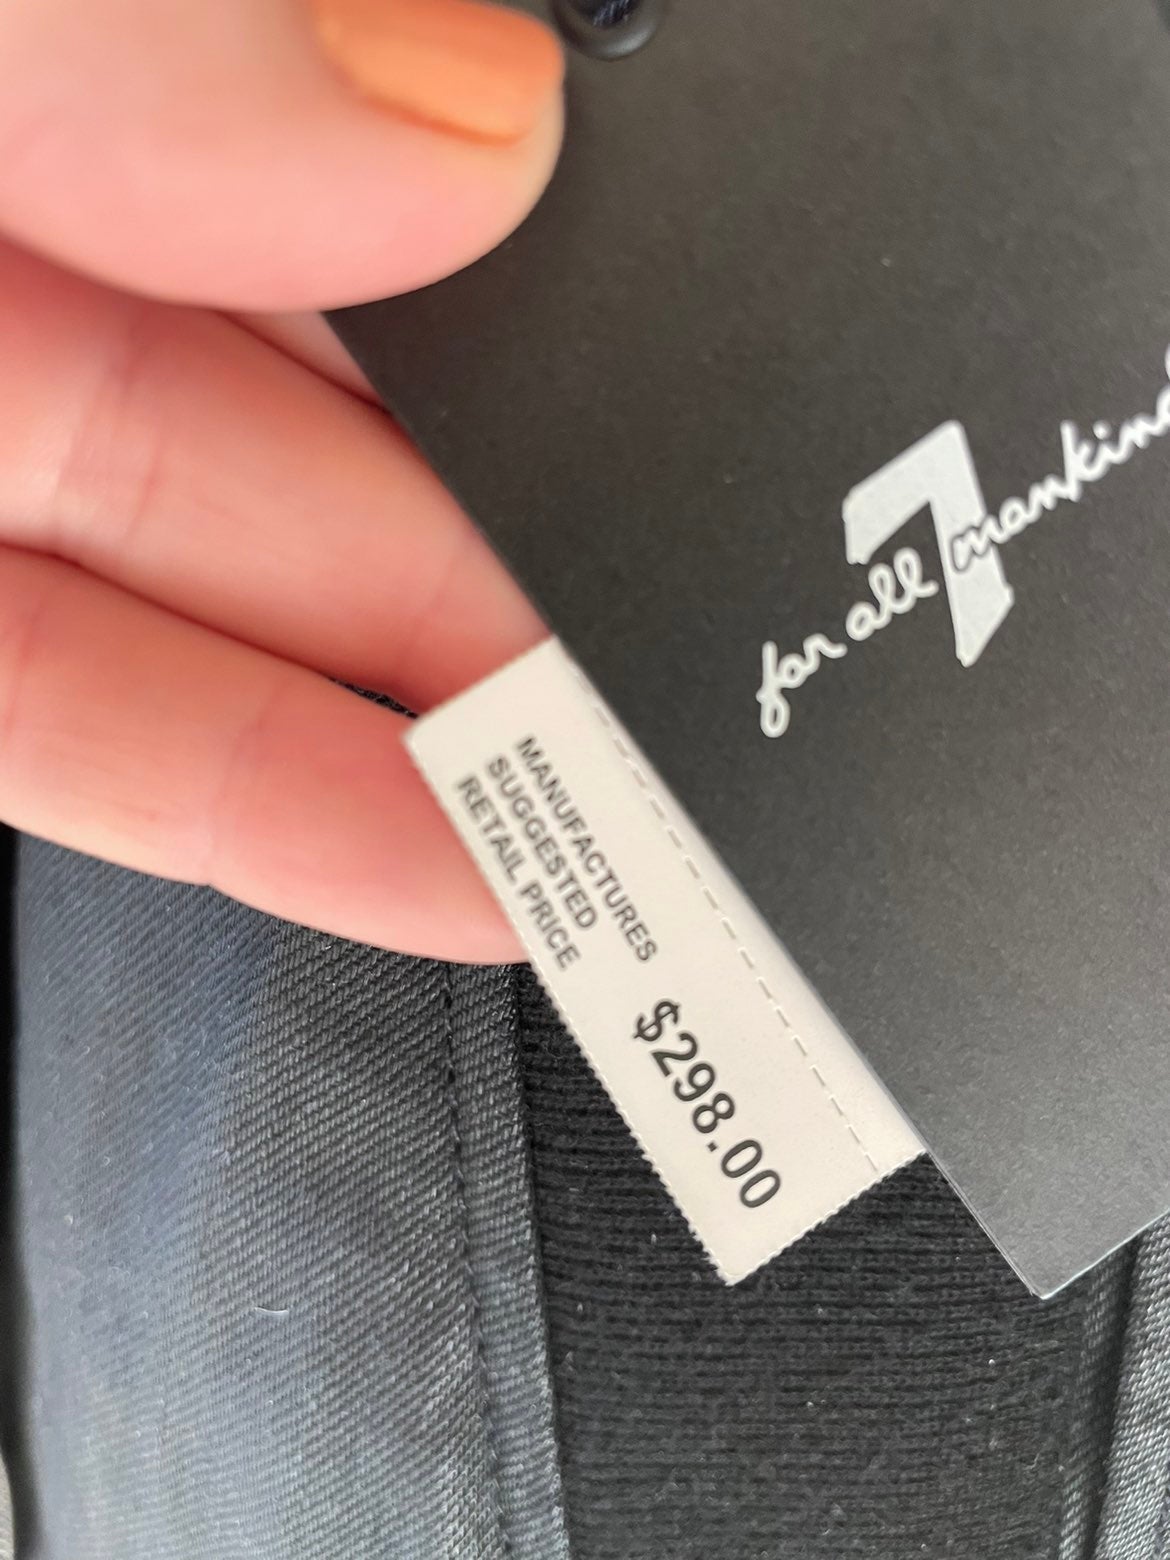 7
for all mankind
MANUFACTURES
SUGGESTED
RETAIL PRICE
$298.00